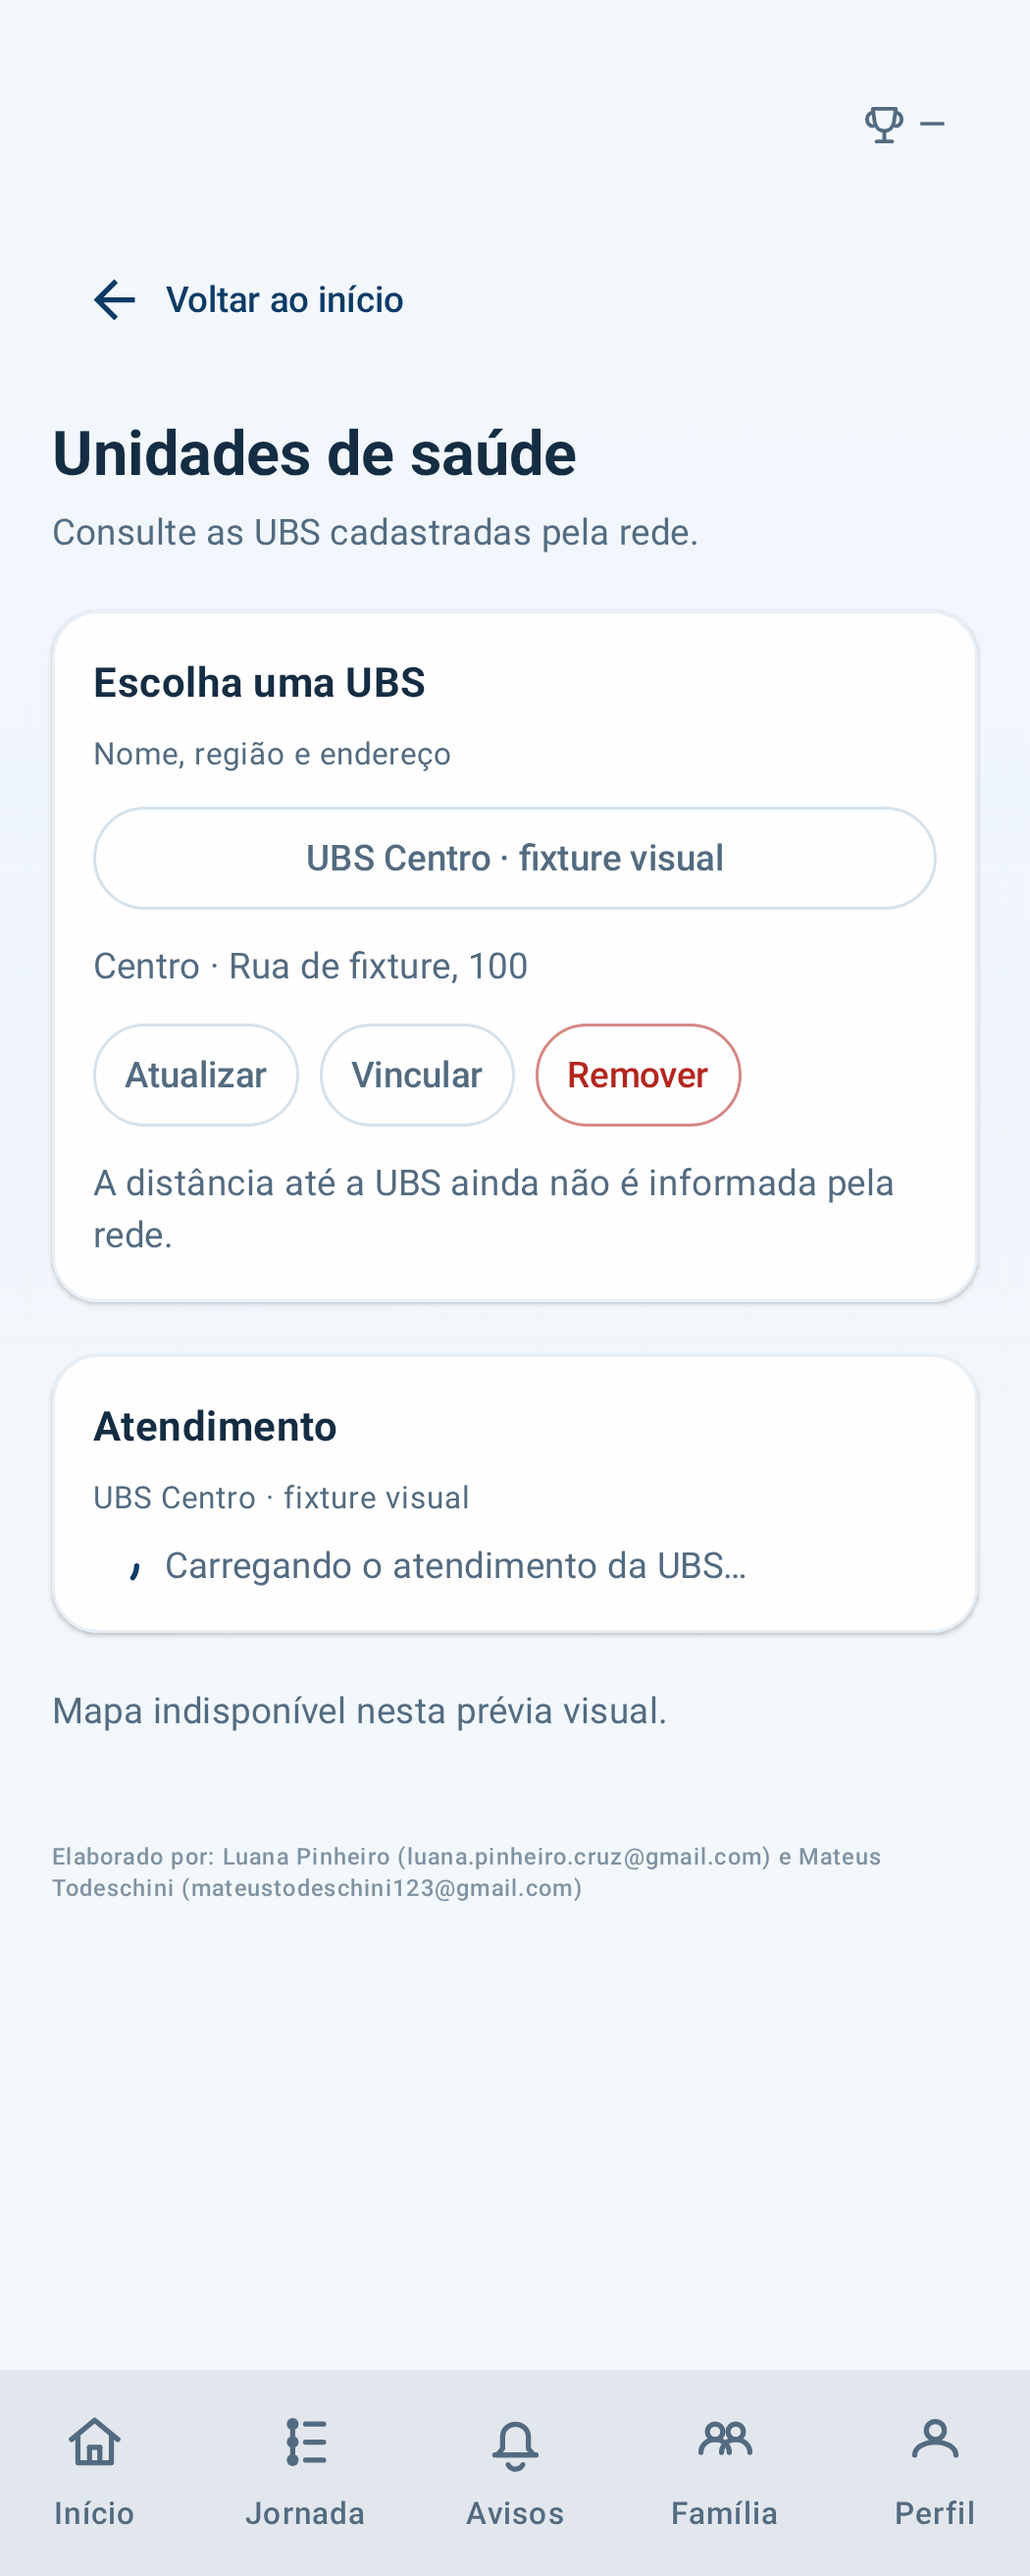 –
Voltar ao início
Unidades de saúde
Consulte as UBS cadastradas pela rede.
Escolha uma UBS
Nome, região e endereço
UBS Centro · fixture visual
Centro · Rua de fixture, 100
Atualizar
Vincular
Remover
A distância até a UBS ainda não é informada pela
rede.
Atendimento
UBS Centro · fixture visual
Carregando o atendimento da UBS…
Mapa indisponível nesta prévia visual.
Elaborado por: Luana Pinheiro (luana.pinheiro.cruz@gmail.com) e Mateus
Todeschini (mateustodeschini123@gmail.com)
Início
Jornada
Avisos
Família
Perfil